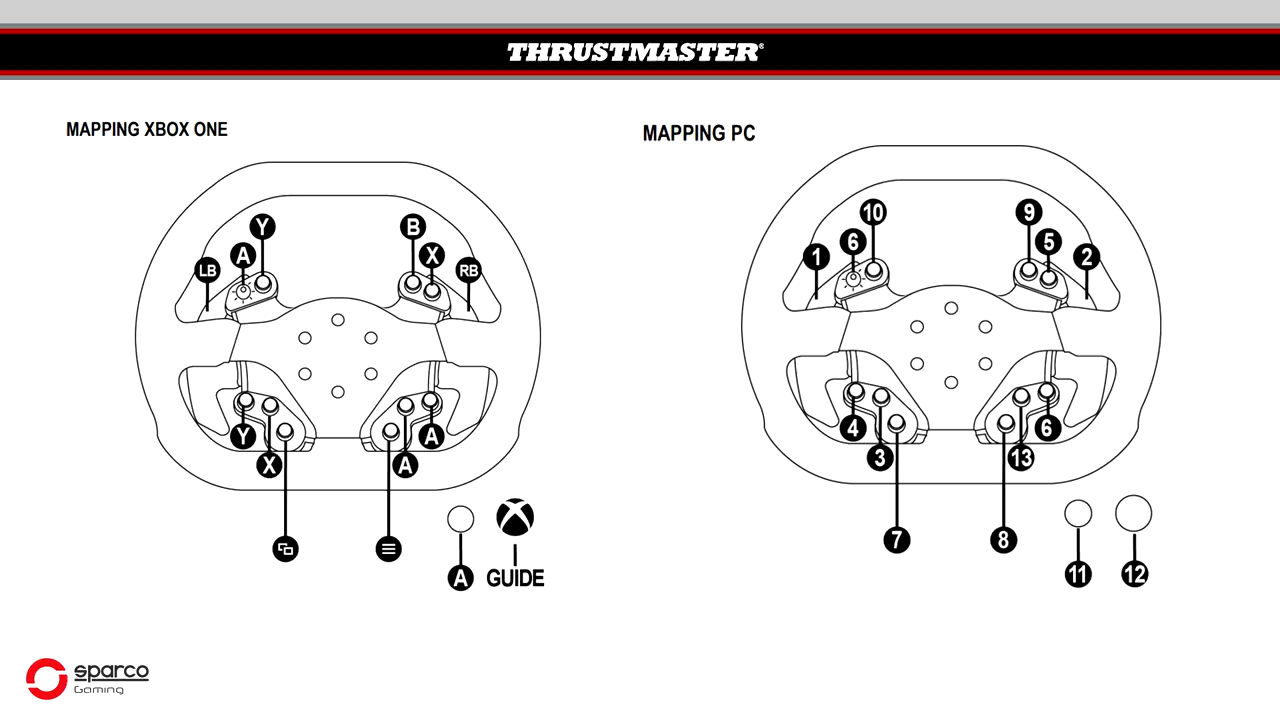 THRUSTMASTER®
MAPPING XBOX ONE
MAPPING PC
Y
B
A
X
LB
RB
Y
A
X
A
A
GUIDE
10
9
6
5
1
2
4
6
3
13
7
8
11
12
sparco
Gaming